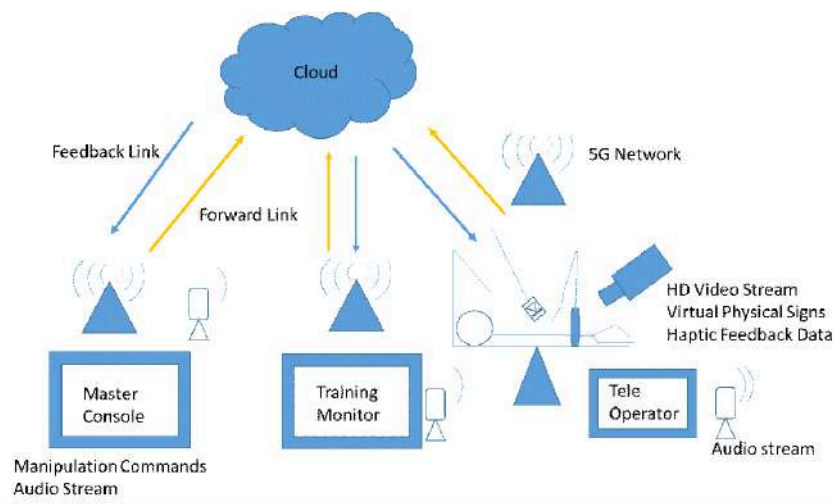 Cloud
Feedback Link
5G Network
Forward Link
HD Video Stream
Virtual Physical Signs
Haptic Feedback Data
Master
Console
Training
Monitor
Tele
Operator
Audio stream
Manipulation Commands
Audio Stream